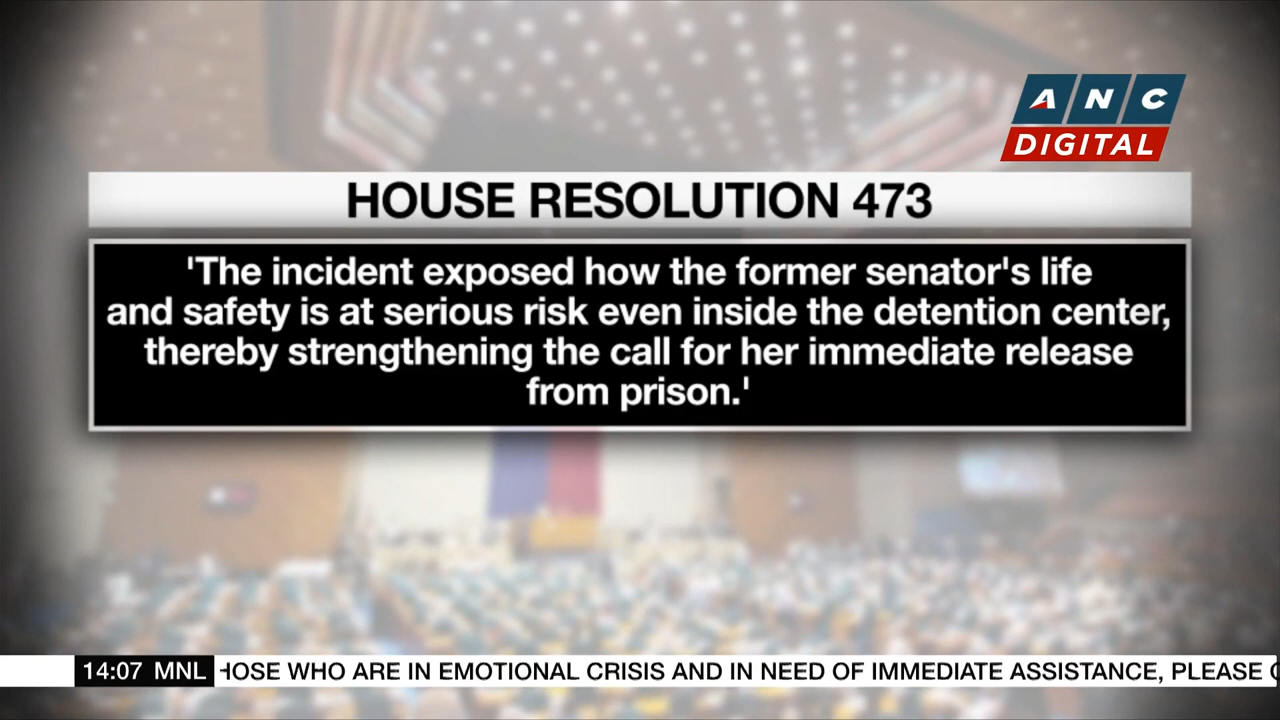 ANC
DIGITAL
HOUSE RESOLUTION 473
'The incident exposed how the former senator's life
and safety is at serious risk even inside the detention center,
thereby strengthening the call for her immediate release
from prison.'
14:07 MNL WHO ARE IN EMOTIONAL CRISIS AND IN NEED OF IMMEDIATE ASSISTANCE, PLEASE